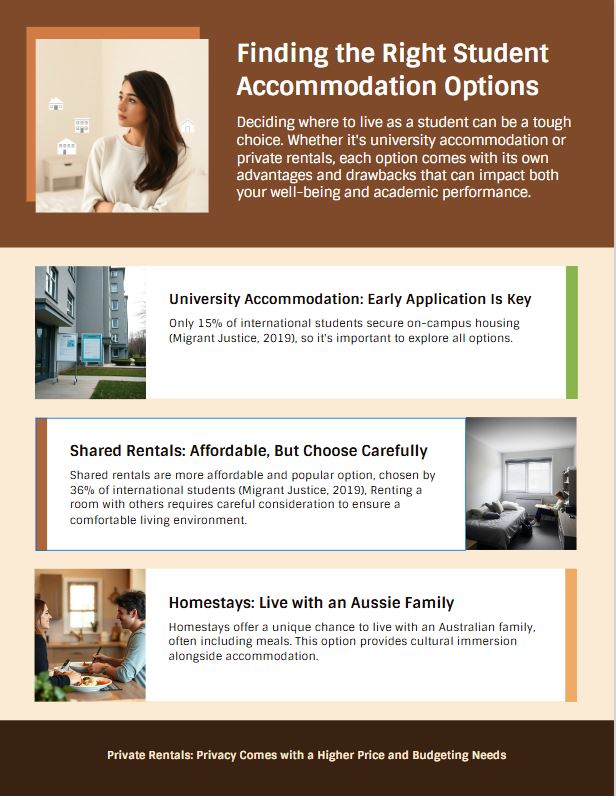 Finding the Right Student
Accommodation Options
Deciding where to live as a student can be a tough
choice. Whether it's university accommodation or
private rentals, each option comes with its own
advantages and drawbacks that can impact both
your well-being and academic performance.
University Accommodation: Early Application Is Key
Only 15% of international students secure on-campus housing
(Migrant Justice, 2019), so it's important to explore all options.
Shared Rentals: Affordable, But Choose Carefully
Shared rentals are more affordable and popular option, chosen by
36% of international students (Migrant Justice, 2019), Renting a
room with others requires careful consideration to ensure a
comfortable living environment.
Homestays: Live with an Aussie Family
Homestays offer a unique chance to live with an Australian family,
often including meals. This option provides cultural immersion
alongside accommodation.
Private Rentals: Privacy Comes with a Higher Price and Budgeting Needs